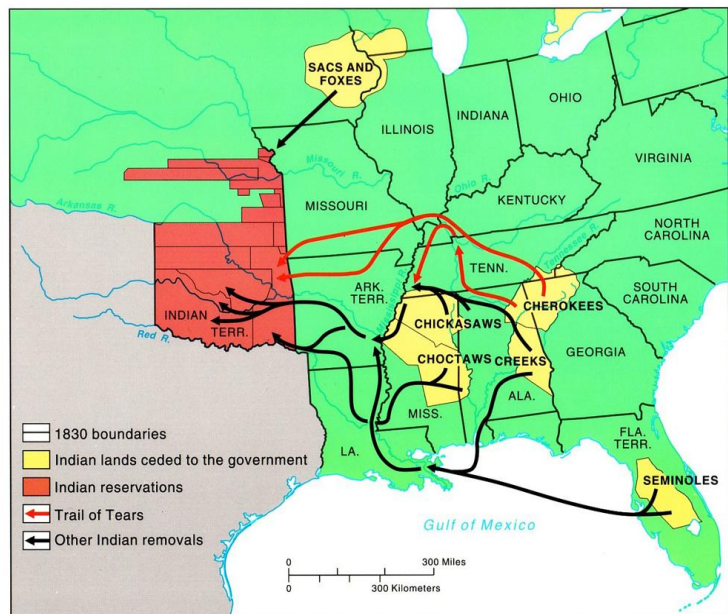 SACS AND
FOXES
OHIO
INDIANA
ILLINOIS
VIRGINIA
Missouri R.
Ohio R.
Arkansas R.
MISSOURI
KENTUCKY
NORTH
CAROLINA
Tennessee R.
TENN.
ARK.
TERR.
SOUTH
CAROLINA
Mississippi R.
CHEROKEES
INDIAN
TERR.
CHICKASAWS
Red R.
CHOCTAWS
CREEKS
GEORGIA
ALA.
MISS.
FLA.
TERR.
LA.
SEMINOLES
1830 boundaries
Indian lands ceded to the government
Indian reservations
Trail of Tears
Other Indian removals
Gulf of Mexico
0
300 Miles
0
300 Kilometers